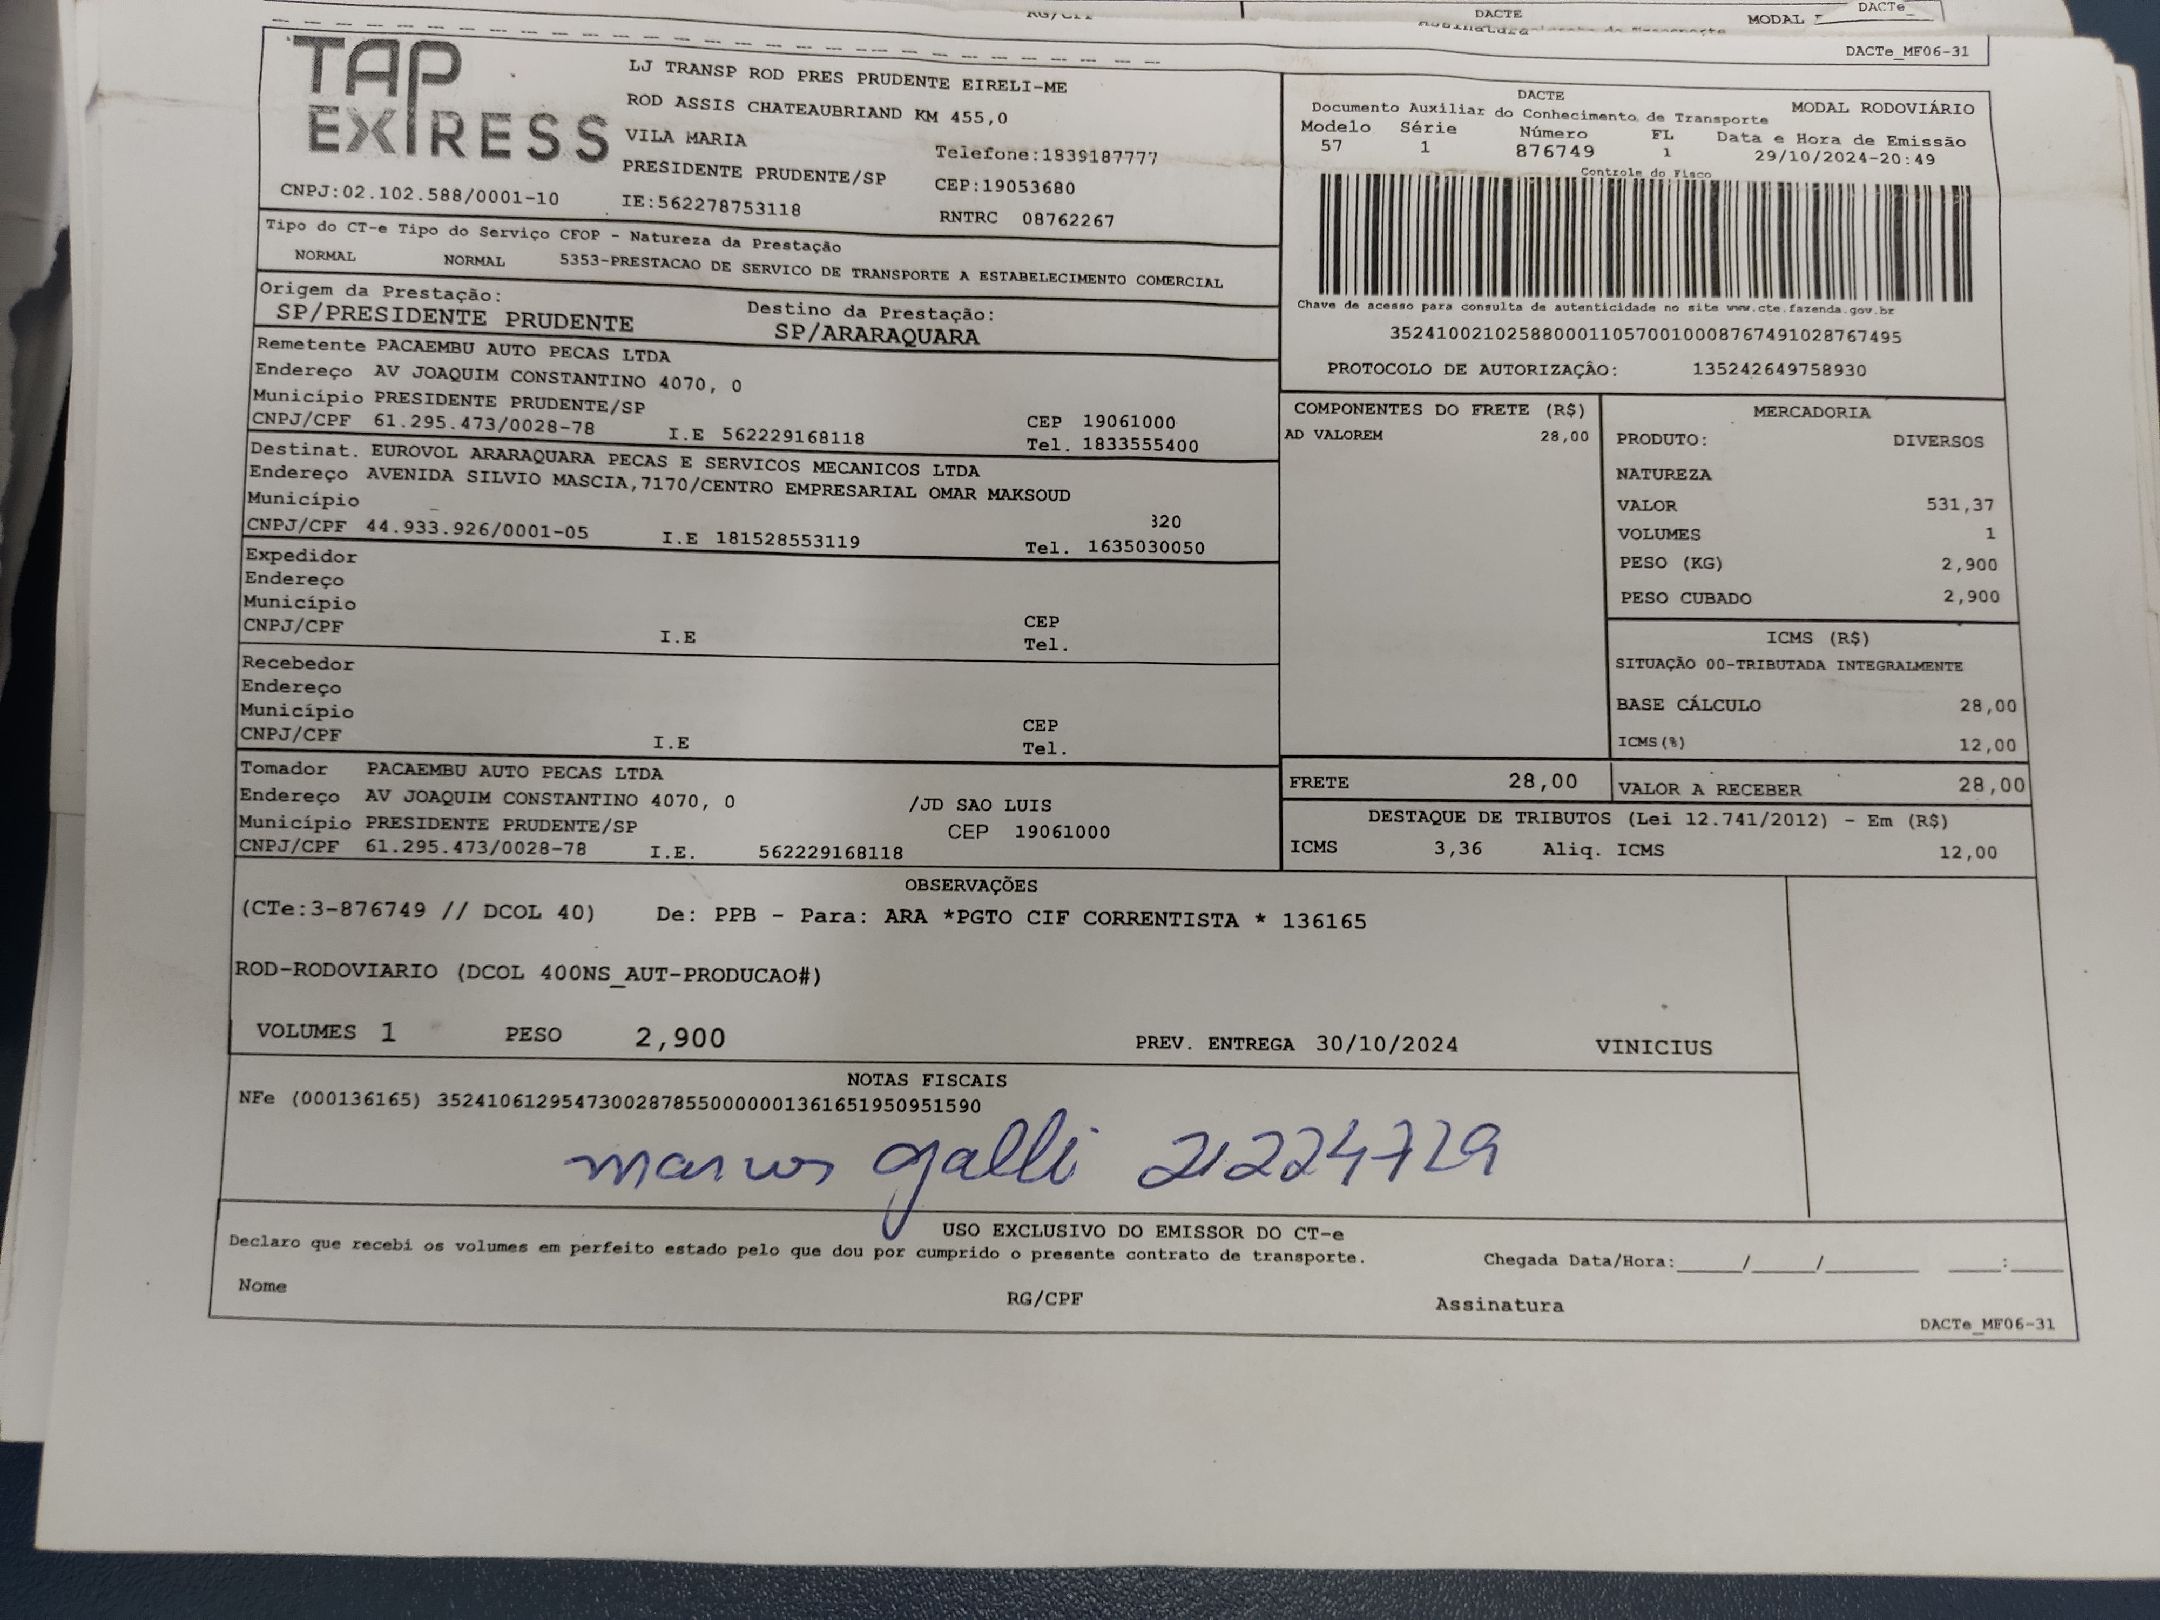 RG/CPF
DACTE
DACTe_
MODAL
DACTe_MF06-31
TAP
EXPRESS
LJ TRANSP ROD PRES PRUDENTE EIRELI-ME
ROD ASSIS CHATEAUBRIAND KM 455,0
VILA MARIA
Telefone:1839187777
PRESIDENTE PRUDENTE/SP
CEP:19053680
CNPJ:02.102.588/0001-10
IE:562278753118
RNTRC 08762267
DACTE
Documento Auxiliar do Conhecimento de Transporte
MODAL RODOVIÁRIO
Modelo Série Número FL Data e Hora de Emissão
57 1 876749 1 29/10/2024-20:49
Controle do Fisco
Chave de acesso para consulta de autenticidade no site www.cte.fazenda.gov.br
35241002102588000110570010008767491028767495
PROTOCOLO DE AUTORIZAÇÂO: 135242649758930
Tipo do CT-e Tipo do Serviço CFOP - Natureza da Prestação
NORMAL NORMAL 5353-PRESTACAO DE SERVICO DE TRANSPORTE A ESTABELECIMENTO COMERCIAL
Origem da Prestação: Destino da Prestação:
SP/PRESIDENTE PRUDENTE SP/ARARAQUARA
Remetente PACAEMBU AUTO PECAS LTDA
Endereço AV JOAQUIM CONSTANTINO 4070, 0
Município PRESIDENTE PRUDENTE/SP CEP 19061000
CNPJ/CPF 61.295.473/0028-78 I.E 562229168118 Tel. 1833555400
Destinat. EUROVOL ARARAQUARA PECAS E SERVICOS MECANICOS LTDA
Endereço AVENIDA SILVIO MASCIA,7170/CENTRO EMPRESARIAL OMAR MAKSOUD
Município 320
CNPJ/CPF 44.933.926/0001-05 I.E 181528553119 Tel. 1635030050
Expedidor
Endereço
Município CEP
CNPJ/CPF I.E Tel.
Recebedor
Endereço
Município CEP
CNPJ/CPF I.E Tel.
Tomador PACAEMBU AUTO PECAS LTDA
Endereço AV JOAQUIM CONSTANTINO 4070, 0 /JD SAO LUIS
Município PRESIDENTE PRUDENTE/SP CEP 19061000
CNPJ/CPF 61.295.473/0028-78 I.E. 562229168118
COMPONENTES DO FRETE (R$)
AD VALOREM 28,00
MERCADORIA
PRODUTO: DIVERSOS
NATUREZA
VALOR 531,37
VOLUMES 1
PESO (KG) 2,900
PESO CUBADO 2,900
ICMS (R$)
SITUAÇÃO 00-TRIBUTADA INTEGRALMENTE
BASE CÁLCULO 28,00
ICMS(%) 12,00
FRETE 28,00 VALOR A RECEBER 28,00
DESTAQUE DE TRIBUTOS (Lei 12.741/2012) - Em (R$)
ICMS 3,36 Aliq. ICMS 12,00
OBSERVAÇÕES
(CTe:3-876749 // DCOL 40) De: PPB - Para: ARA *PGTO CIF CORRENTISTA * 136165
ROD-RODOVIARIO (DCOL 400NS_AUT-PRODUCAO#)
VOLUMES 1 PESO 2,900 PREV. ENTREGA 30/10/2024 VINICIUS
NOTAS FISCAIS
NFe (000136165) 35241061295473002878550000001361651950951590
marcos galli 21224729
USO EXCLUSIVO DO EMISSOR DO CT-e
Declaro que recebi os volumes em perfeito estado pelo que dou por cumprido o presente contrato de transporte. Chegada Data/Hora:_____/_____/_______ ____:____
Nome RG/CPF Assinatura
DACTe_MF06-31